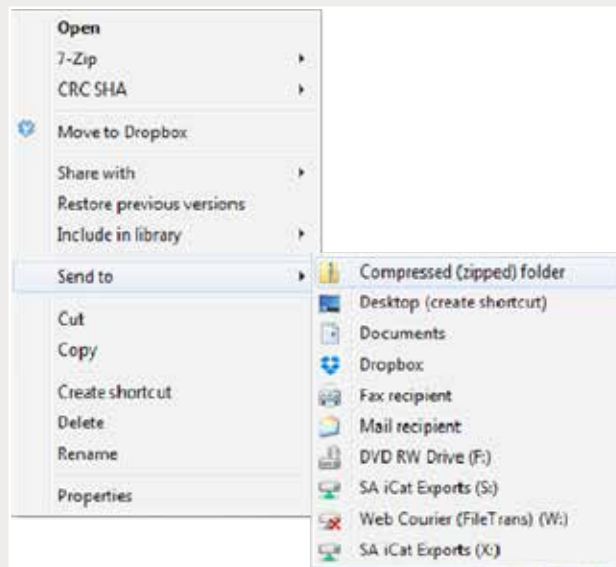 Open
7-Zip
CRC SHA
Move to Dropbox
Share with
Restore previous versions
Include in library
Send to
Cut
Copy
Create shortcut
Delete
Rename
Properties
Compressed (zipped) folder
Desktop (create shortcut)
Documents
Dropbox
Fax recipient
Mail recipient
DVD RW Drive (F:)
SA iCat Exports (S:)
Web Courier (FileTrans) (W:)
SA iCat Exports (X:)